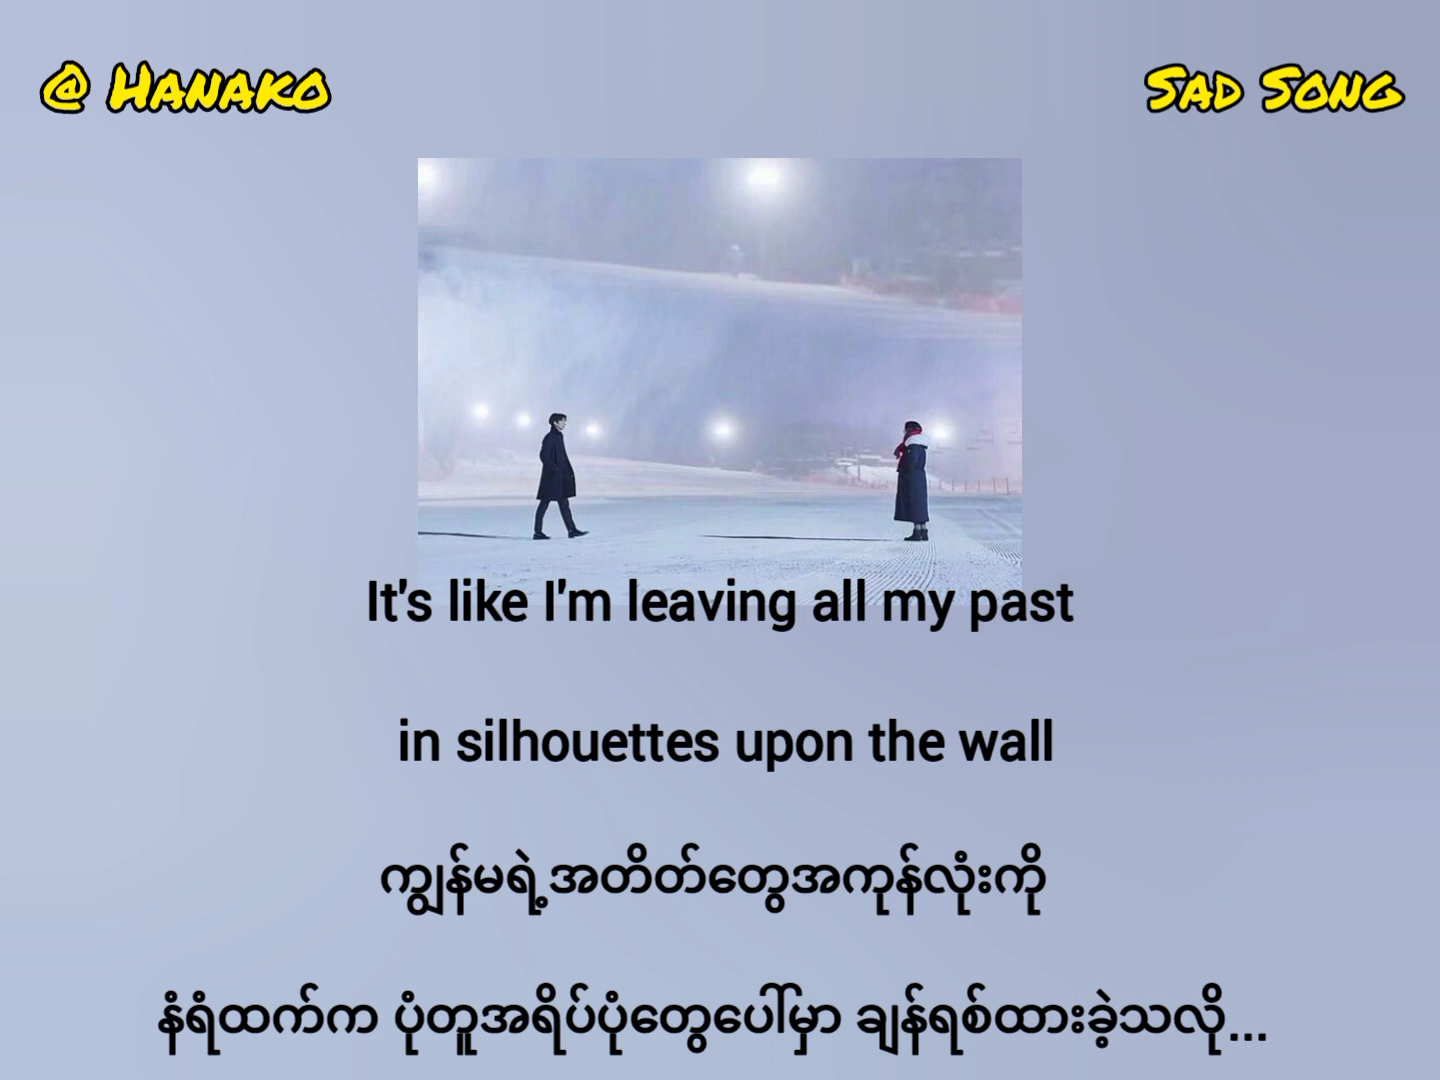 @ Hanako
Sad Song
It's like I'm leaving all my past
in silhouettes upon the wall
ကျွန်မရဲ့အတိတ်တွေအကုန်လုံးကို
နံရံထက်က ပုံတူအရိပ်ပုံတွေပေါ်မှာ ချန်ရစ်ထားခဲ့သလို...